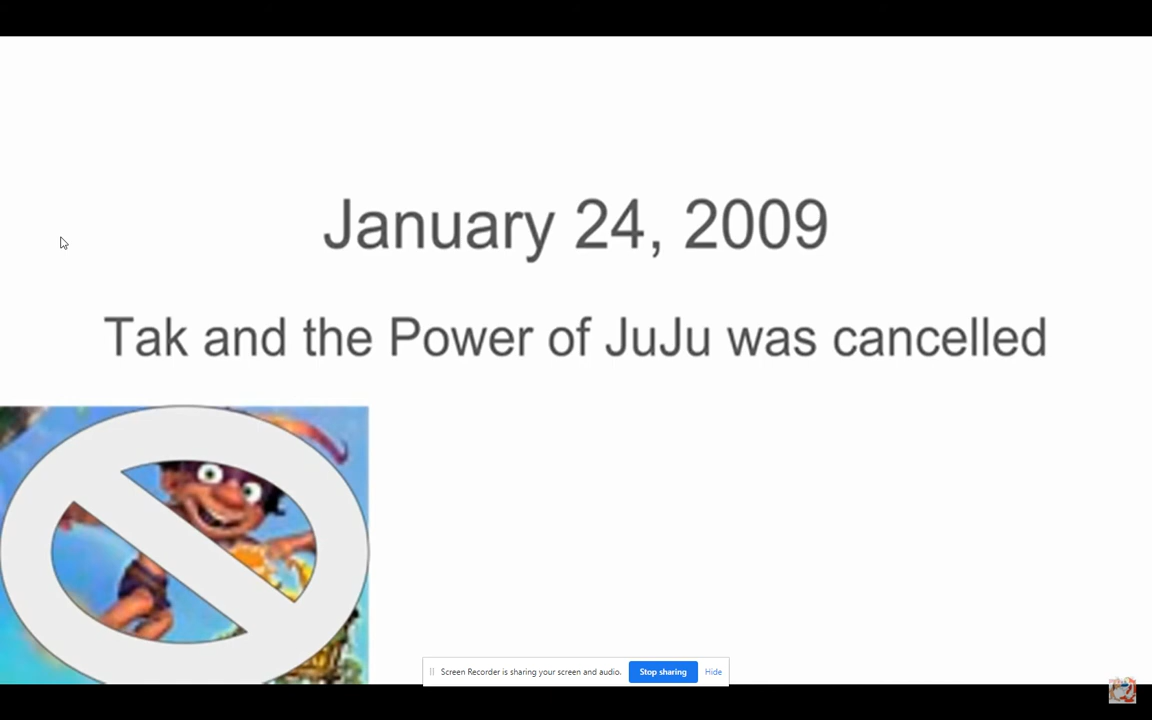 January 24, 2009
Tak and the Power of JuJu was cancelled
Screen Recorder is sharing your screen and audio. Stop sharing Hide